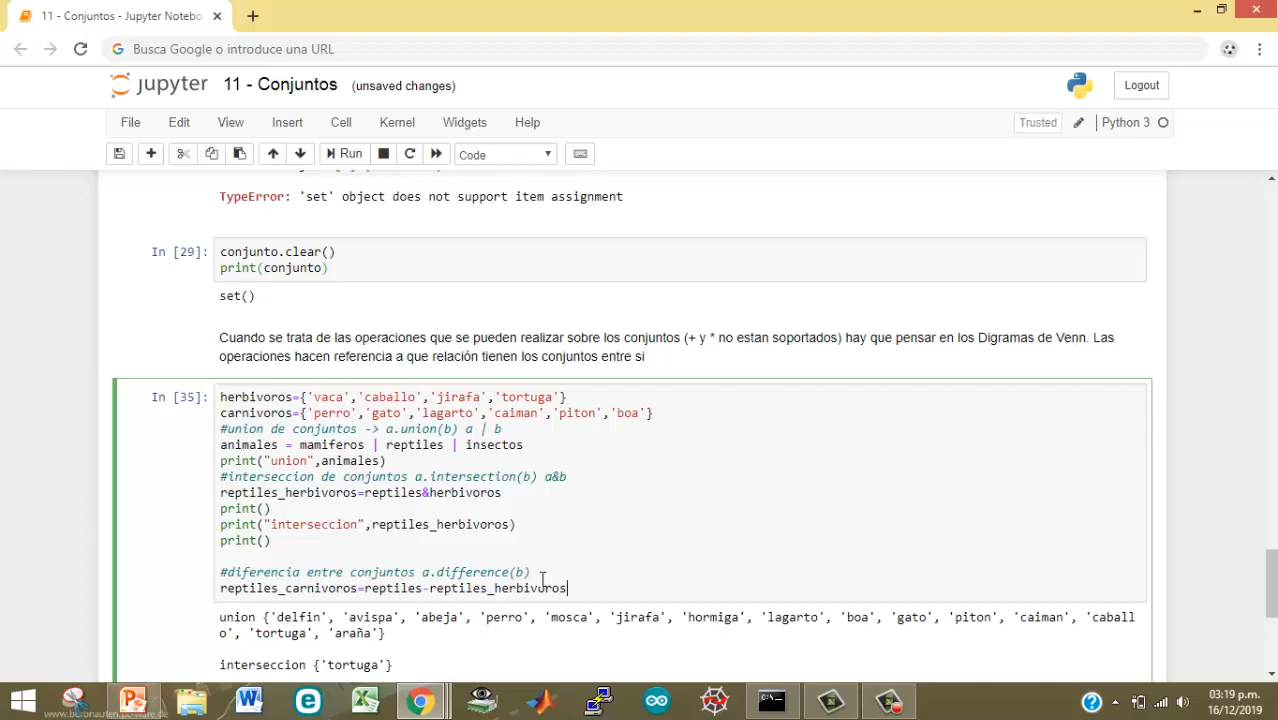 11 - Conjuntos - Jupyter Notebo
Busca Google o introduce una URL
jupyter 11 - Conjuntos (unsaved changes) Logout
File Edit View Insert Cell Kernel Widgets Help Trusted Python 3
Run Code
TypeError: 'set' object does not support item assignment
In [29]: conjunto.clear()
print(conjunto)
set()
Cuando se trata de las operaciones que se pueden realizar sobre los conjuntos (+ y * no estan soportados) hay que pensar en los Digramas de Venn. Las
operaciones hacen referencia a que relación tienen los conjuntos entre si
In [35]: herbivoros={'vaca','caballo','jirafa','tortuga'}
carnivoros={'perro','gato','lagarto','caiman','piton','boa'}
#union de conjuntos -> a.union(b) a | b
animales = mamiferos | reptiles | insectos
print("union",animales)
#interseccion de conjuntos a.intersection(b) a&b
reptiles_herbivoros=reptiles&herbivoros
print()
print("interseccion",reptiles_herbivoros)
print()
#diferencia entre conjuntos a.difference(b)
reptiles_carnivoros=reptiles-reptiles_herbivoros
union {'delfin', 'avispa', 'abeja', 'perro', 'mosca', 'jirafa', 'hormiga', 'lagarto', 'boa', 'gato', 'piton', 'caiman', 'caball
o', 'tortuga', 'araña'}
interseccion {'tortuga'}
03:19 p.m.
16/12/2019